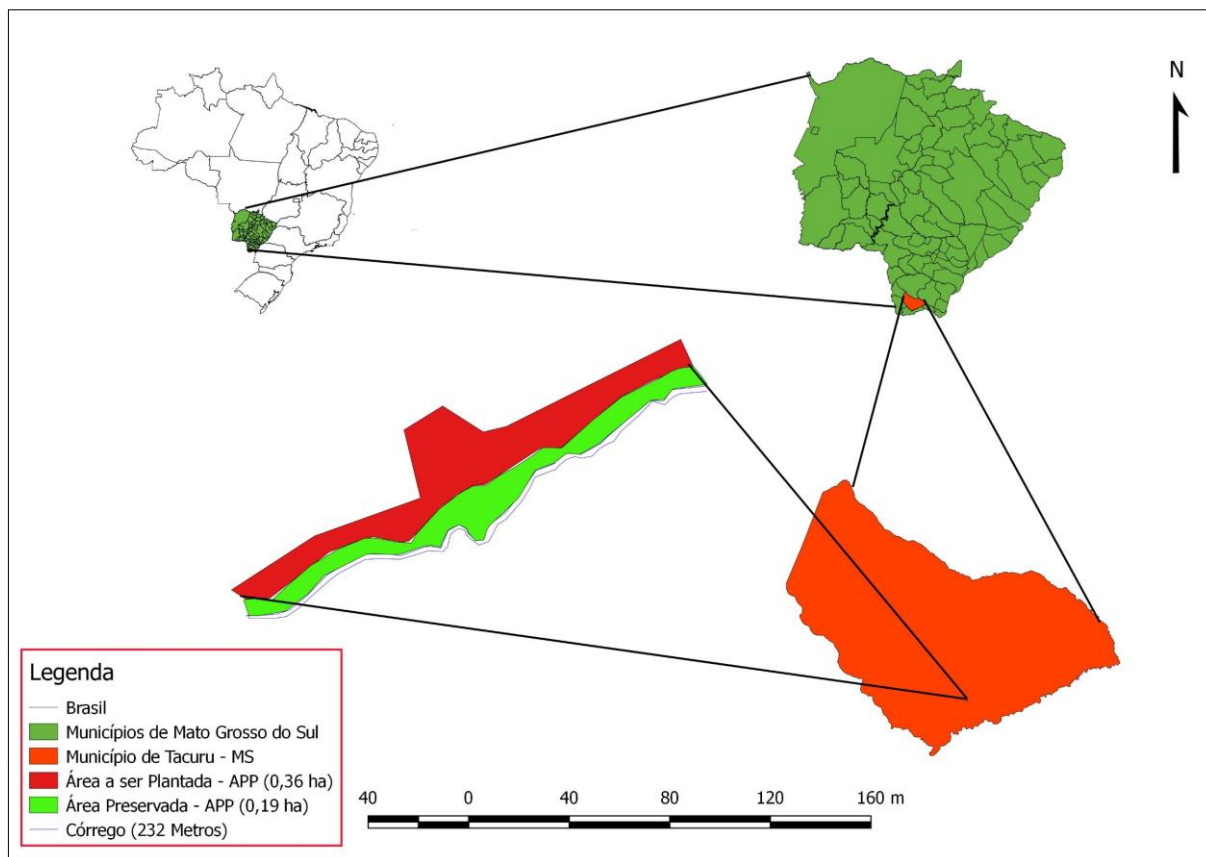 N
Legenda
Brasil
Municípios de Mato Grosso do Sul
Município de Tacuru - MS
Área a ser Plantada - APP (0,36 ha)
Área Preservada - APP (0,19 ha)
Córrego (232 Metros)
40 0 40 80 120 160 m